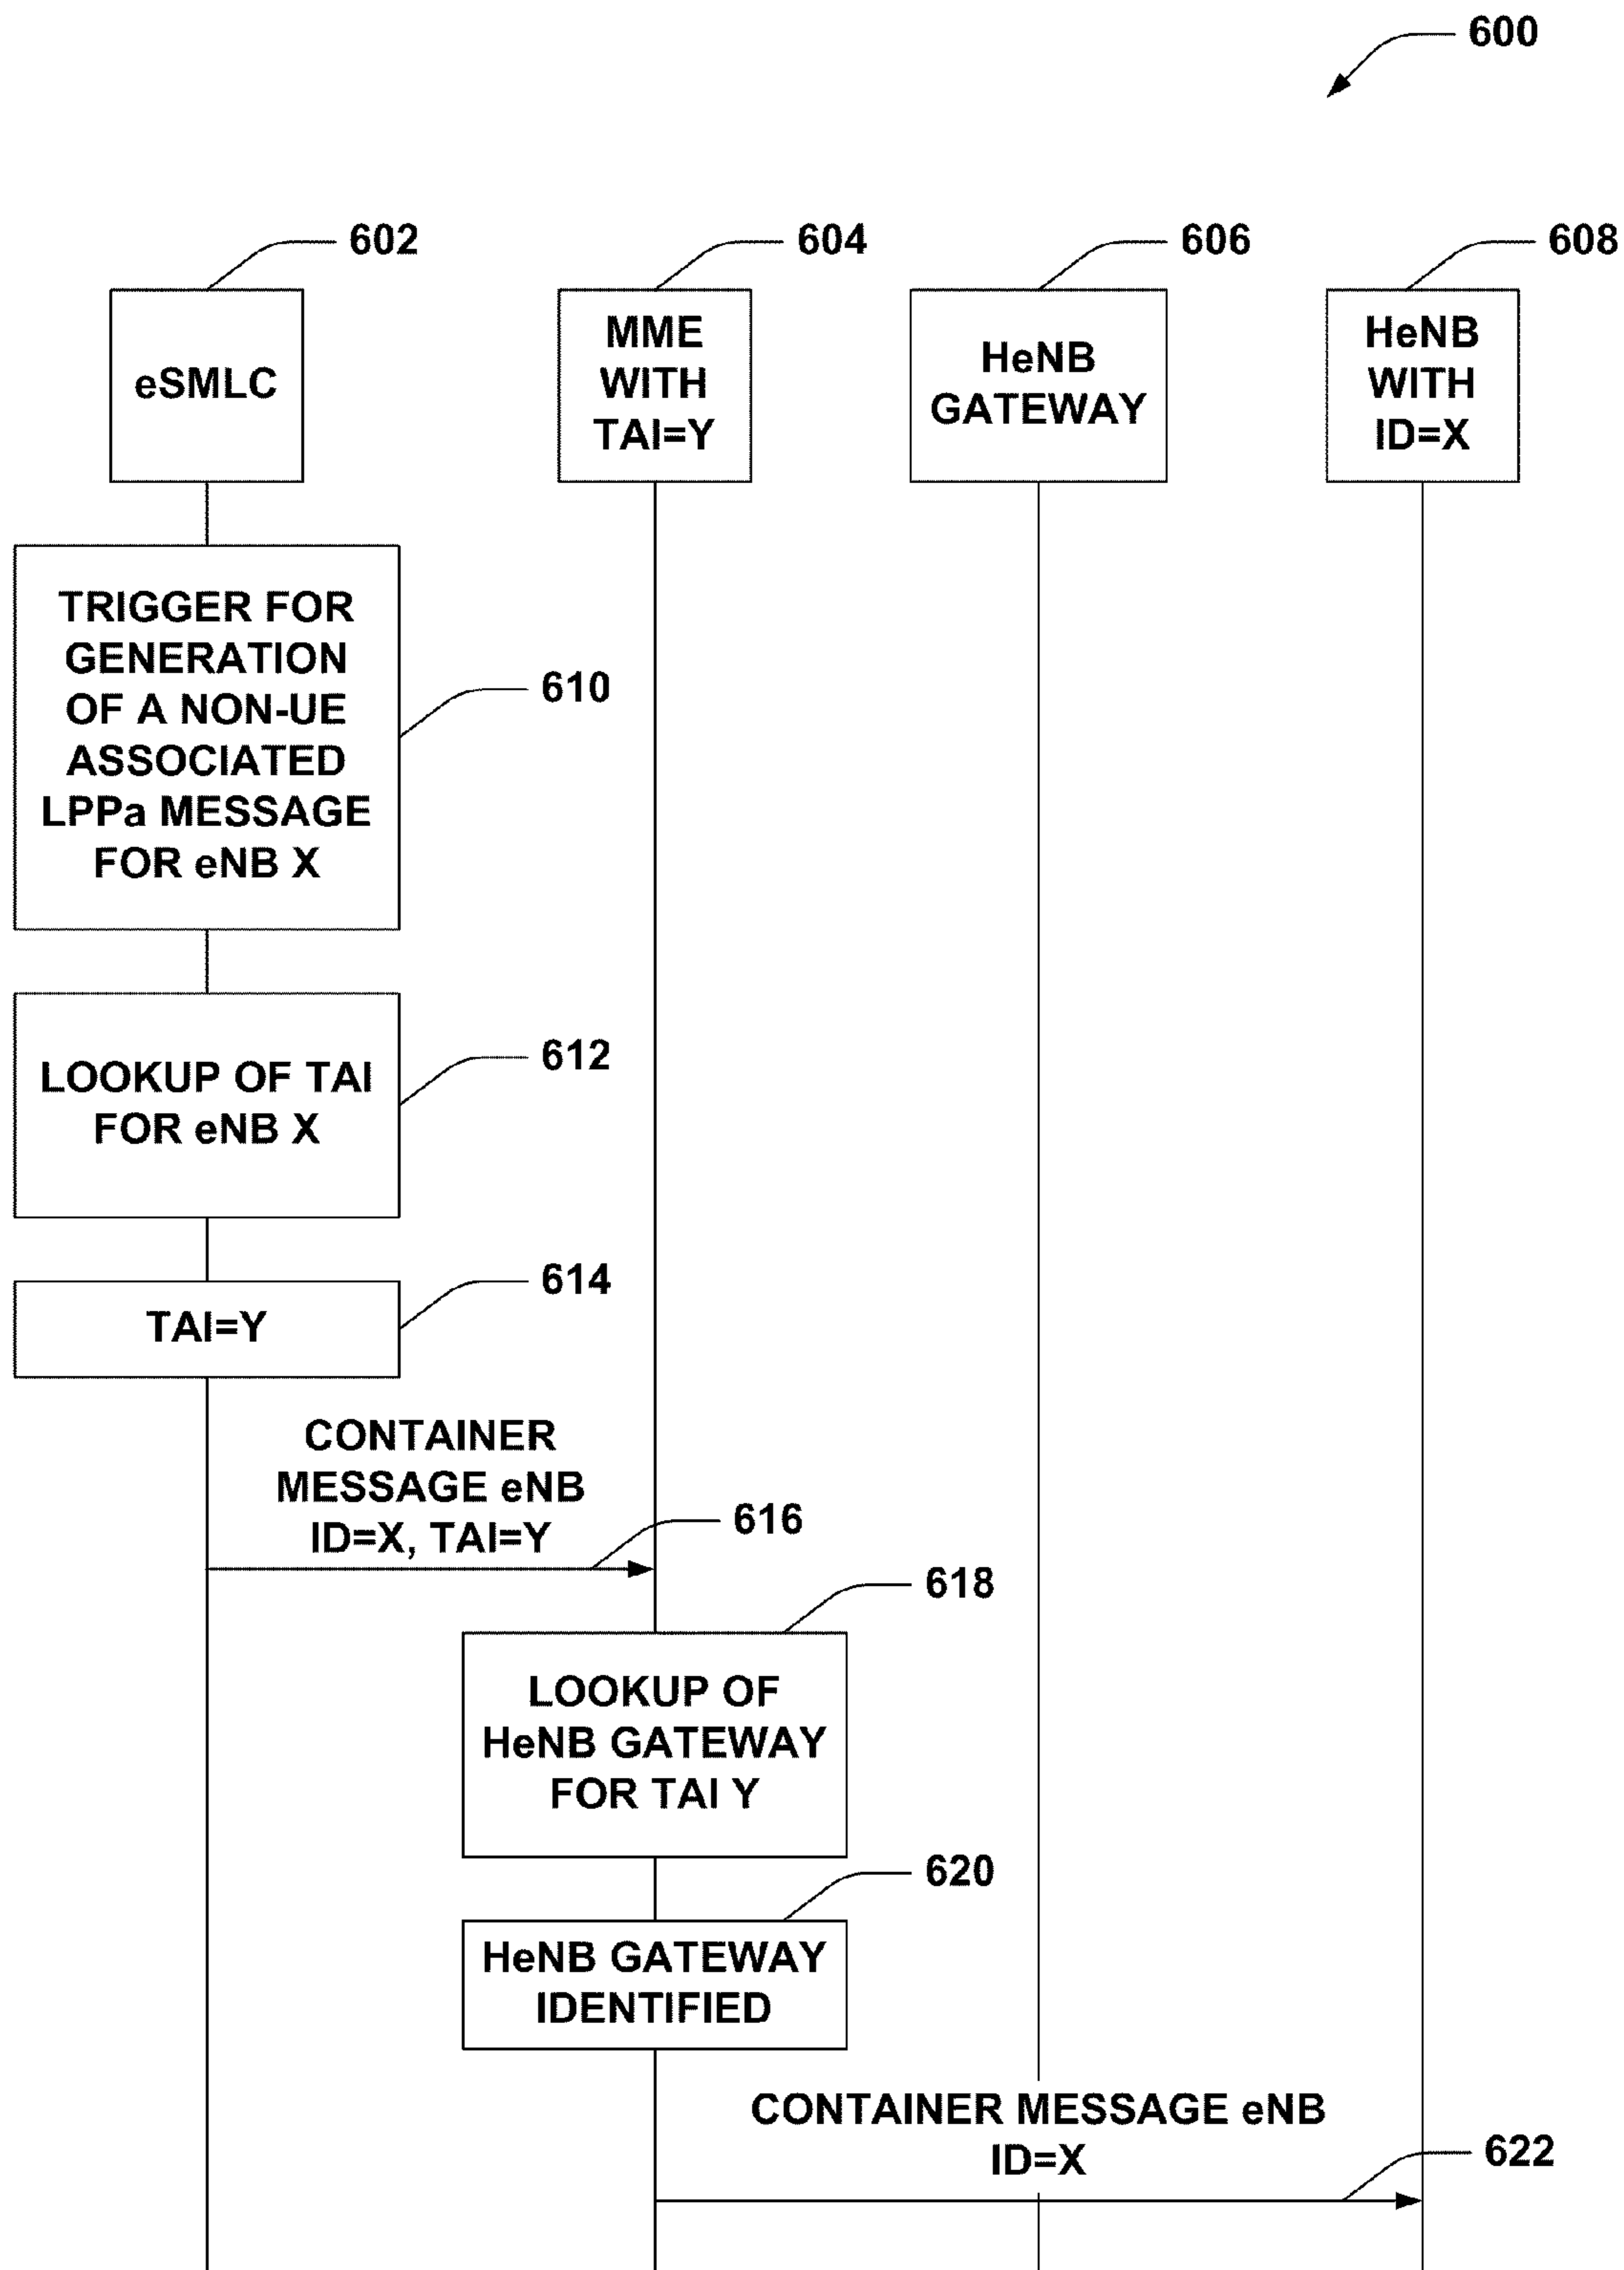 600
602
604
606
608
eSMLC
MME
WITH
TAI=Y
HeNB
GATEWAY
HeNB
WITH
ID=X
TRIGGER FOR
GENERATION
OF A NON-UE
ASSOCIATED
LPPa MESSAGE
FOR eNB X
610
LOOKUP OF TAI
FOR eNB X
612
TAI=Y
614
CONTAINER
MESSAGE eNB
ID=X, TAI=Y
616
618
LOOKUP OF
HeNB GATEWAY
FOR TAI Y
620
HeNB GATEWAY
IDENTIFIED
CONTAINER MESSAGE eNB
ID=X
622